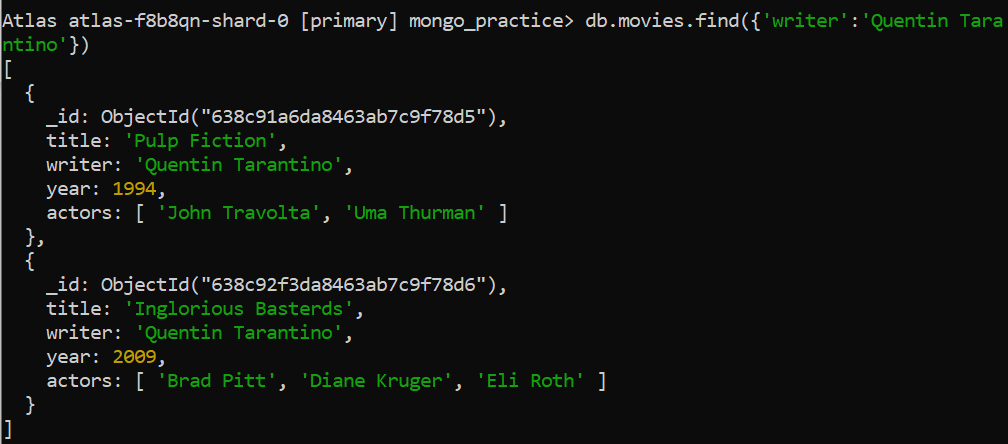 Atlas atlas-f8b8qn-shard-0 [primary] mongo_practice> db.movies.find({'writer':'Quentin Tara
ntino'})
[
  {
    _id: ObjectId("638c91a6da8463ab7c9f78d5"),
    title: 'Pulp Fiction',
    writer: 'Quentin Tarantino',
    year: 1994,
    actors: [ 'John Travolta', 'Uma Thurman' ]
  },
  {
    _id: ObjectId("638c92f3da8463ab7c9f78d6"),
    title: 'Inglorious Basterds',
    writer: 'Quentin Tarantino',
    year: 2009,
    actors: [ 'Brad Pitt', 'Diane Kruger', 'Eli Roth' ]
  }
]